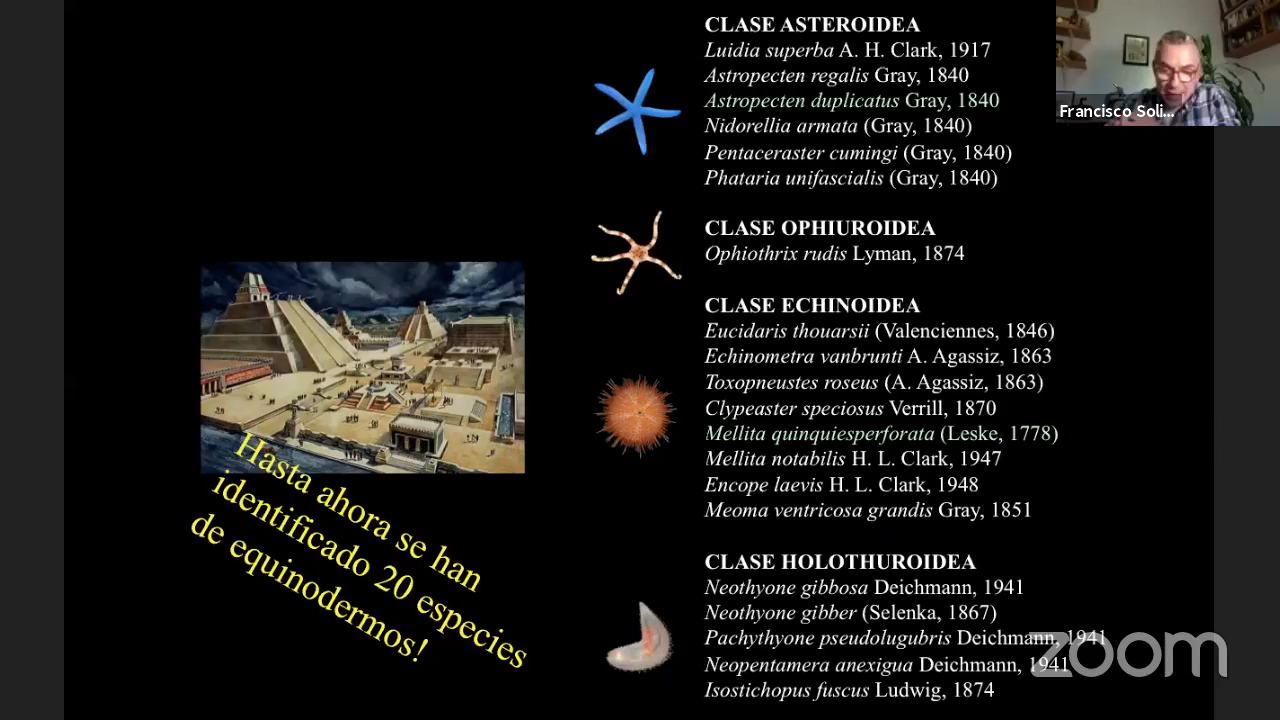 CLASE ASTEROIDEA
Luidia superba A. H. Clark, 1917
Astropecten regalis Gray, 1840
Astropecten duplicatus Gray, 1840
Nidorellia armata (Gray, 1840)
Pentaceraster cumingi (Gray, 1840)
Phataria unifascialis (Gray, 1840)
CLASE OPHIUROIDEA
Ophiothrix rudis Lyman, 1874
CLASE ECHINOIDEA
Eucidaris thouarsii (Valenciennes, 1846)
Echinometra vanbrunti A. Agassiz, 1863
Toxopneustes roseus (A. Agassiz, 1863)
Clypeaster speciosus Verrill, 1870
Mellita quinquiesperforata (Leske, 1778)
Mellita notabilis H. L. Clark, 1947
Encope laevis H. L. Clark, 1948
Meoma ventricosa grandis Gray, 1851
CLASE HOLOTHUROIDEA
Neothyone gibbosa Deichmann, 1941
Neothyone gibber (Selenka, 1867)
Pachythyone pseudolugubris Deichmann, 1941
Neopentamera anexigua Deichmann, 1941
Isostichopus fuscus Ludwig, 1874
Hasta ahora se han
identificado 20 especies
de equinodermos!
Francisco Soli...
zoom